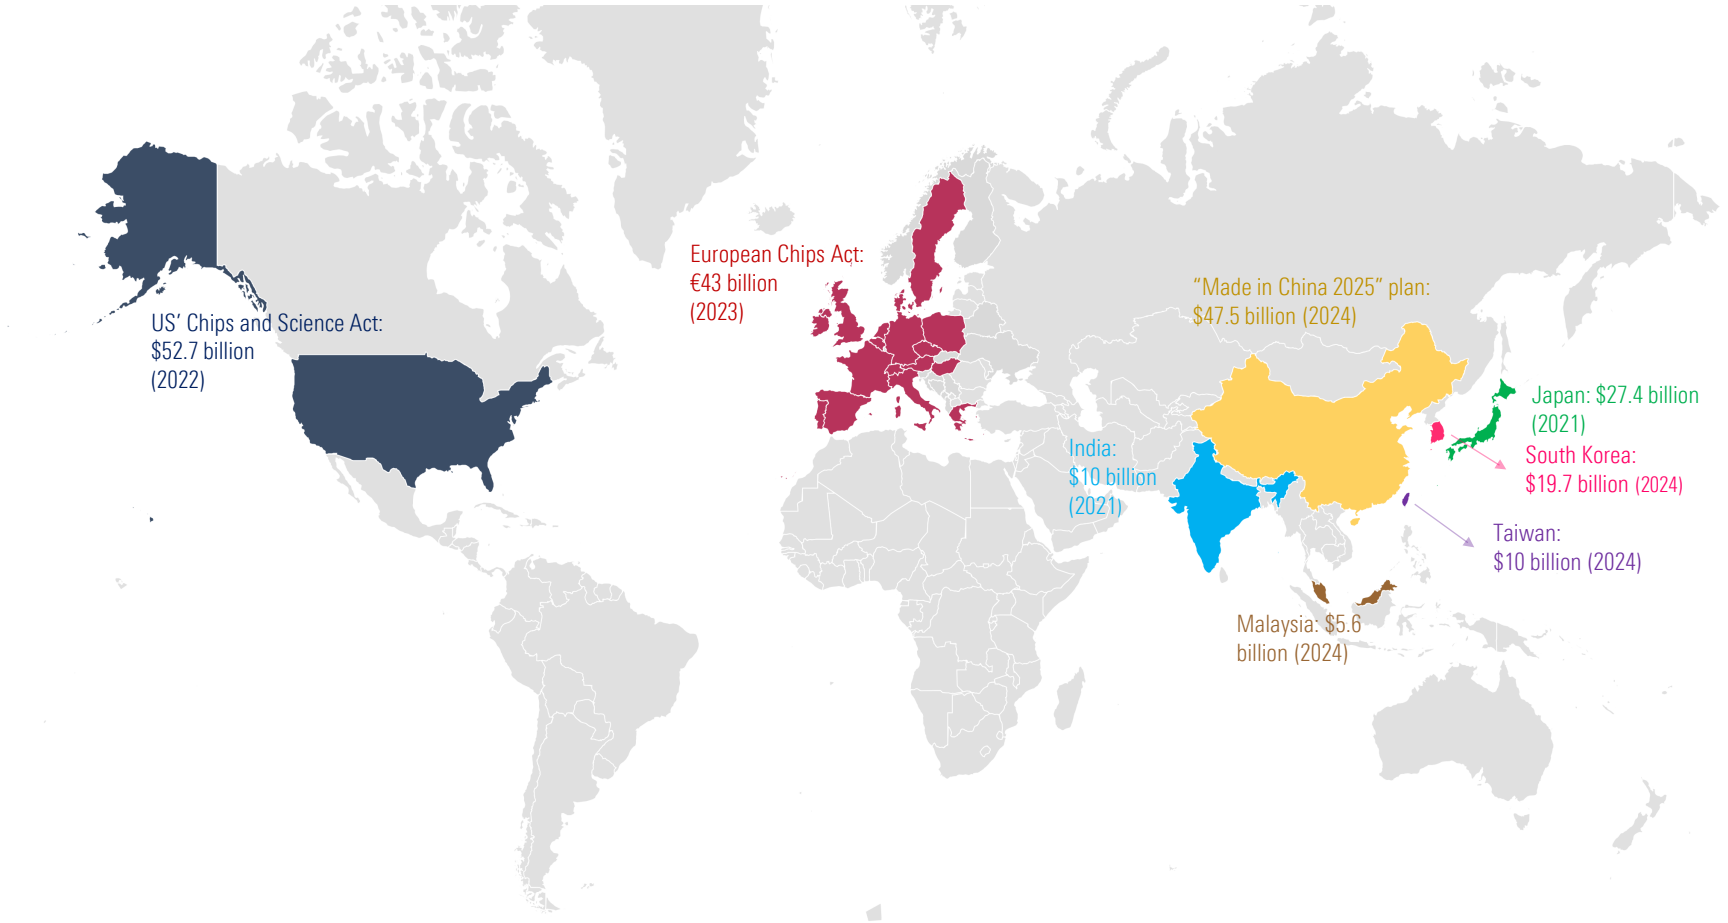 European Chips Act:
€43 billion
(2023)
“Made in China 2025” plan:
$47.5 billion (2024)
US’ Chips and Science Act:
$52.7 billion
(2022)
Japan: $27.4 billion
(2021)
India:
$10 billion
(2021)
South Korea:
$19.7 billion (2024)
Taiwan:
$10 billion (2024)
Malaysia: $5.6
billion (2024)